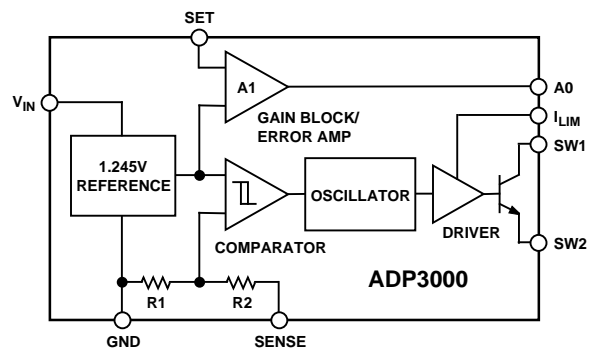 SET
A1
A0
VIN
GAIN BLOCK/
ERROR AMP
ILIM
SW1
1.245V
REFERENCE
OSCILLATOR
COMPARATOR
DRIVER
SW2
ADP3000
R1
R2
GND
SENSE